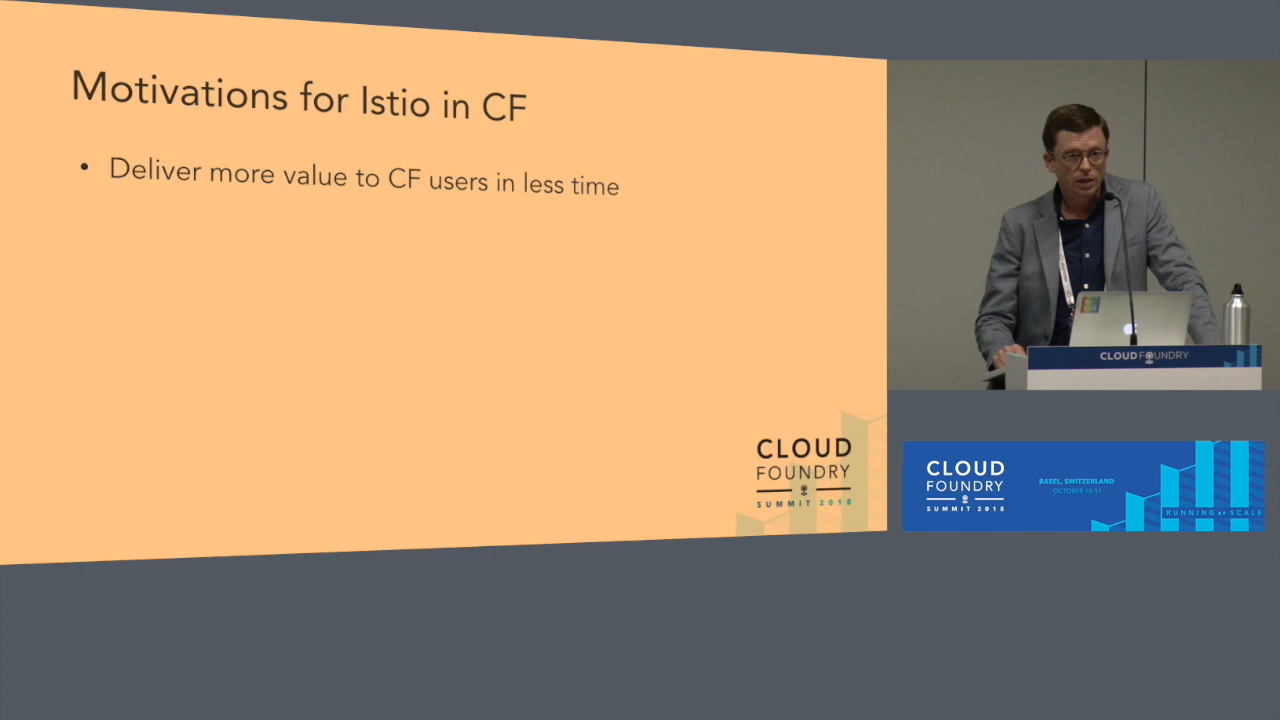 Motivations for Istio in CF
• Deliver more value to CF users in less time
CLOUD
FOUNDRY
SUMMIT 2018
CLOUD FOUNDRY
CLOUD
FOUNDRY
SUMMIT 2018
BASEL, SWITZERLAND
OCTOBER 10-11
RUNNING AT SCALE